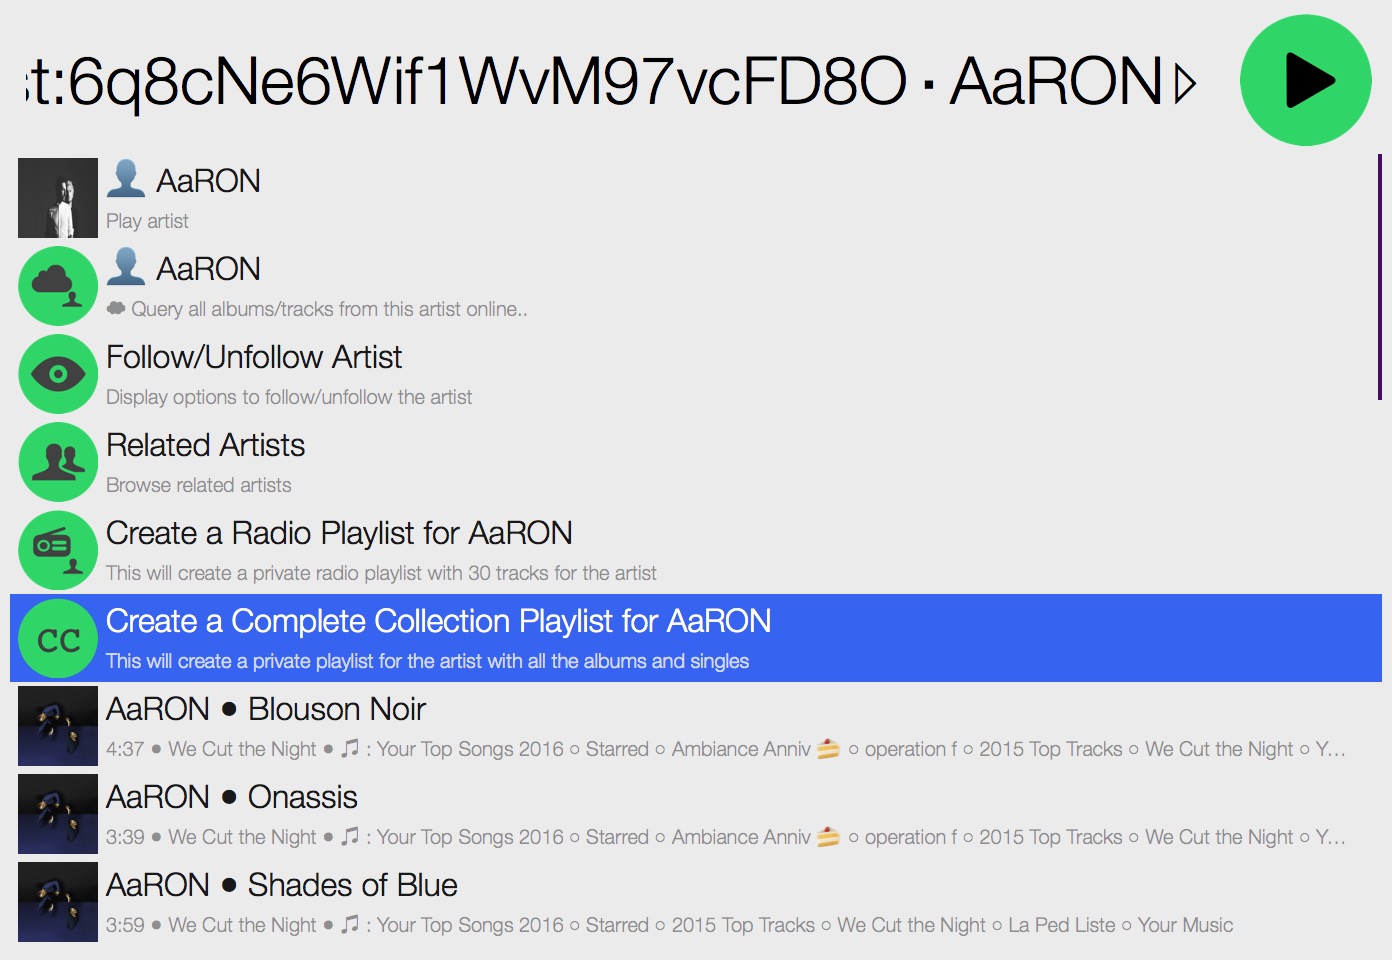 t:6q8cNe6Wif1WvM97vcFD8O · AaRON▹
👤 AaRON
Play artist
👤 AaRON
Query all albums/tracks from this artist online..
Follow/Unfollow Artist
Display options to follow/unfollow the artist
Related Artists
Browse related artists
Create a Radio Playlist for AaRON
This will create a private radio playlist with 30 tracks for the artist
CC
Create a Complete Collection Playlist for AaRON
This will create a private playlist for the artist with all the albums and singles
AaRON ● Blouson Noir
4:37 ● We Cut the Night ● 🎵 : Your Top Songs 2016 ○ Starred ○ Ambiance Anniv 🍰 ○ operation f ○ 2015 Top Tracks ○ We Cut the Night ○ Y...
AaRON ● Onassis
3:39 ● We Cut the Night ● 🎵 : Your Top Songs 2016 ○ Starred ○ Ambiance Anniv 🍰 ○ operation f ○ 2015 Top Tracks ○ We Cut the Night ○ Y...
AaRON ● Shades of Blue
3:59 ● We Cut the Night ● 🎵 : Your Top Songs 2016 ○ Starred ○ 2015 Top Tracks ○ We Cut the Night ○ La Ped Liste ○ Your Music